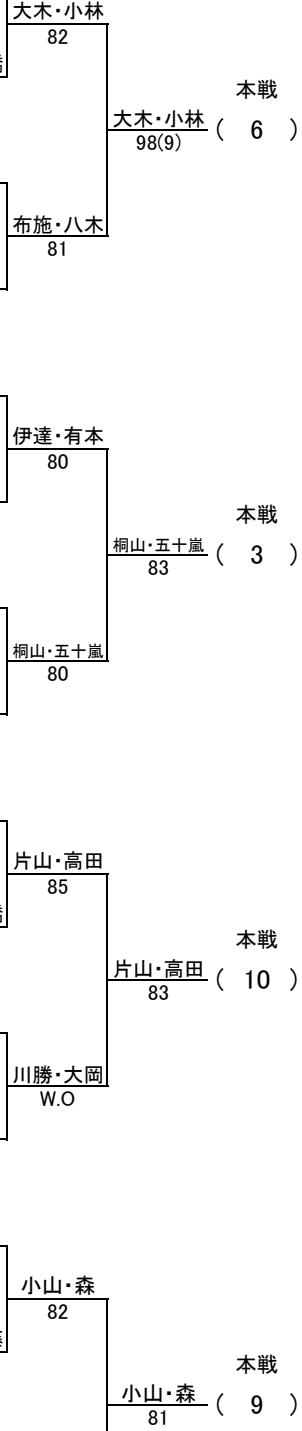 大木・小林
82
本戦
大木・小林
98(9)
( 6 )
布施・八木
81
伊達・有本
80
本戦
桐山・五十嵐
83
( 3 )
桐山・五十嵐
80
片山・高田
85
本戦
片山・高田
83
( 10 )
川勝・大岡
W.O
小山・森
82
本戦
小山・森
81
( 9 )